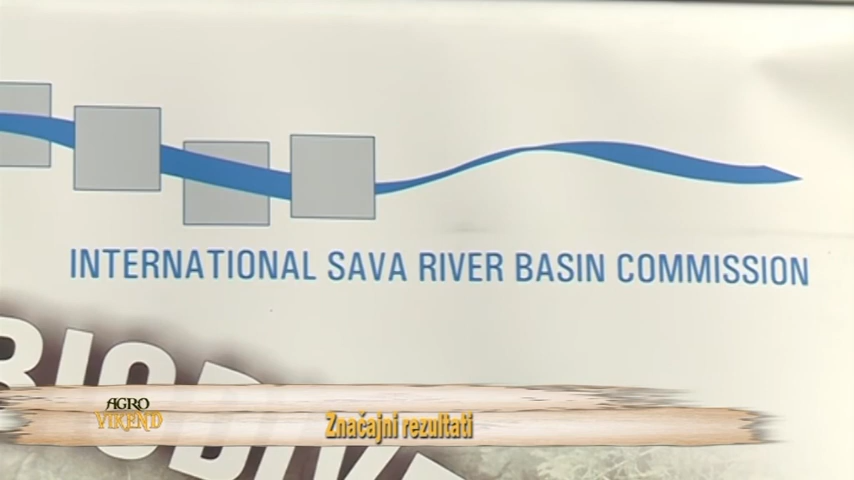 INTERNATIONAL SAVA RIVER BASIN COMMISSION
AGRO
VIKEND
Značajni rezultati